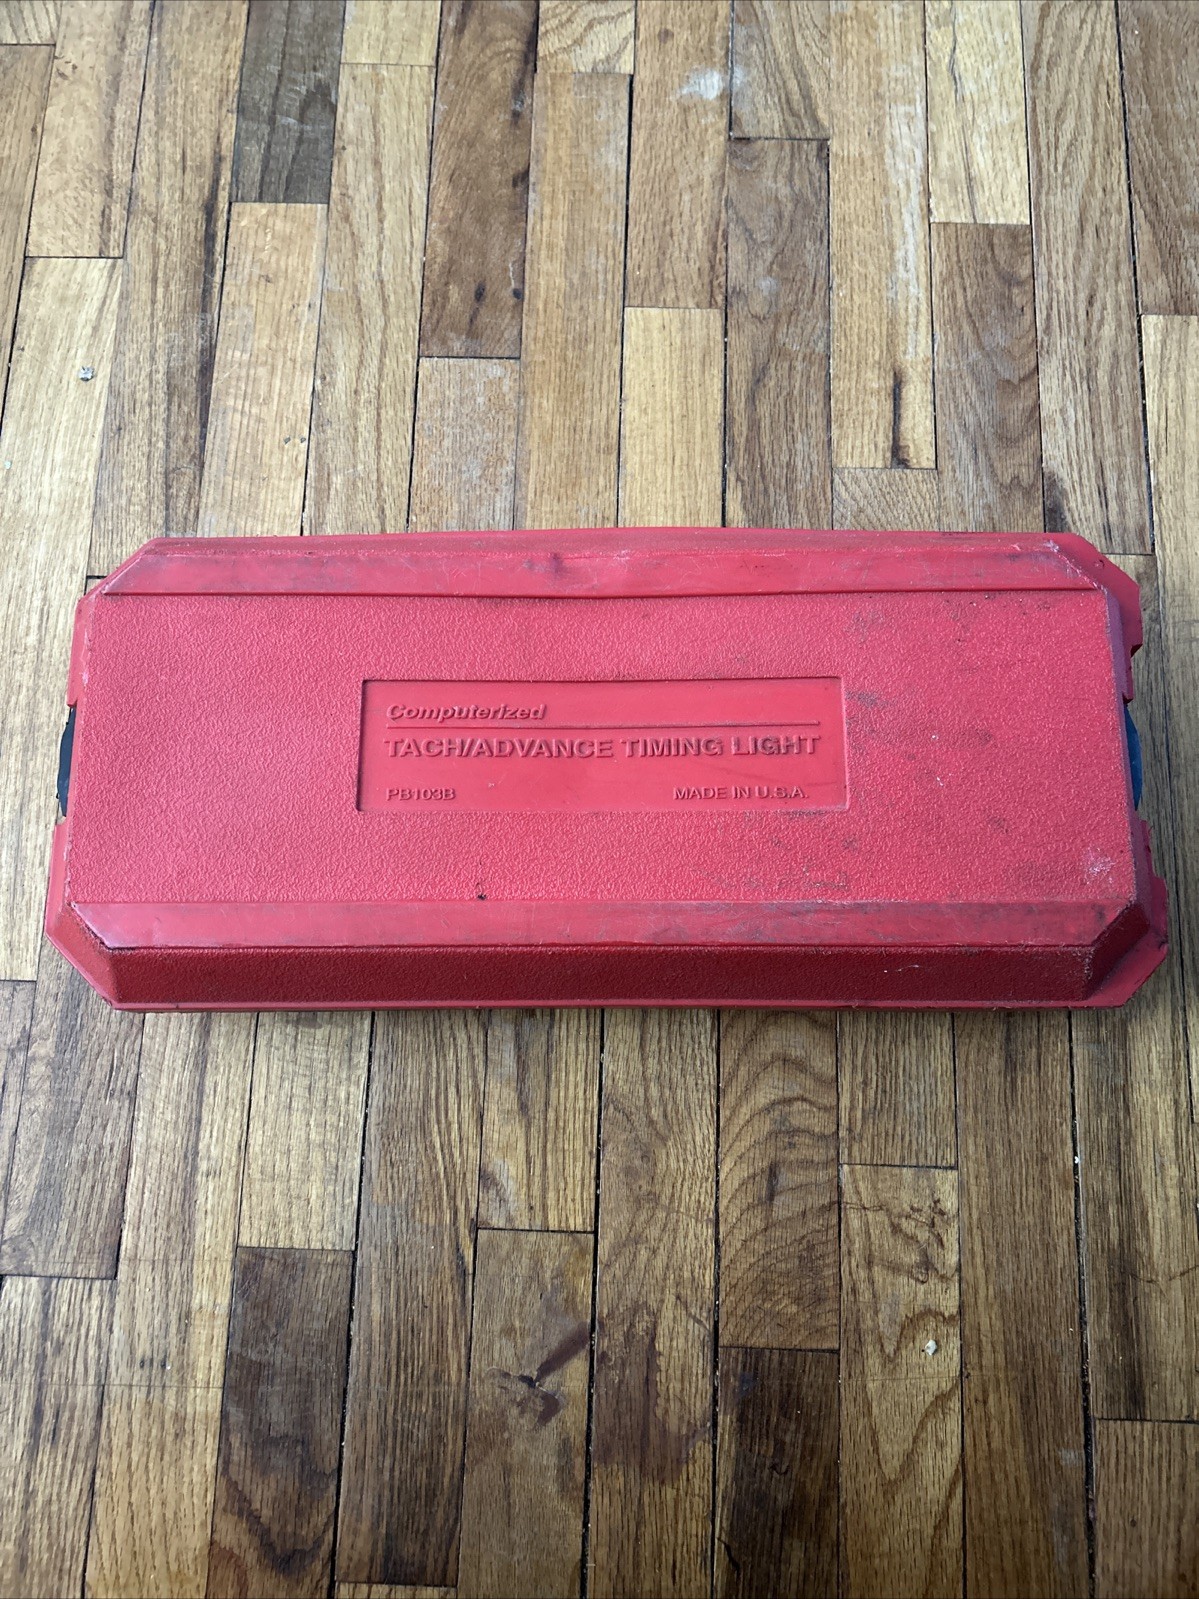 Computerized
TACH/ADVANCE TIMING LIGHT
PB103B MADE IN U.S.A.